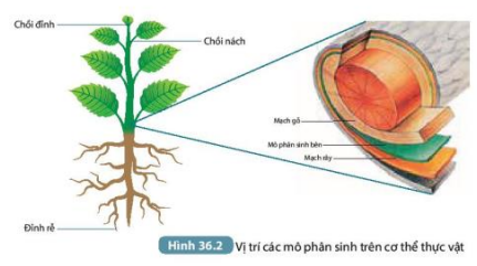 Chồi đỉnh
Chồi nách
Mạch gỗ
Mô phân sinh bên
Mạch rây
Đỉnh rễ
Hình 36.2 Vị trí các mô phân sinh trên cơ thể thực vật